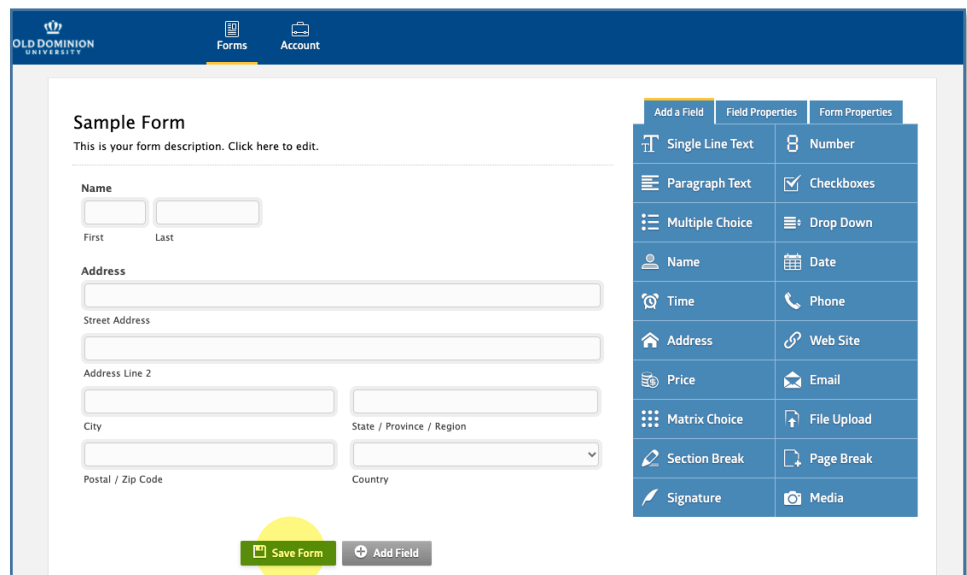 OLD DOMINION
UNIVERSITY
Forms
Account
Sample Form
This is your form description. Click here to edit.
Name
First
Last
Address
Street Address
Address Line 2
City
State / Province / Region
Postal / Zip Code
Country
Save Form
Add Field
Add a Field
Field Properties
Form Properties
Single Line Text
Number
Paragraph Text
Checkboxes
Multiple Choice
Drop Down
Name
Date
Time
Phone
Address
Web Site
Price
Email
Matrix Choice
File Upload
Section Break
Page Break
Signature
Media